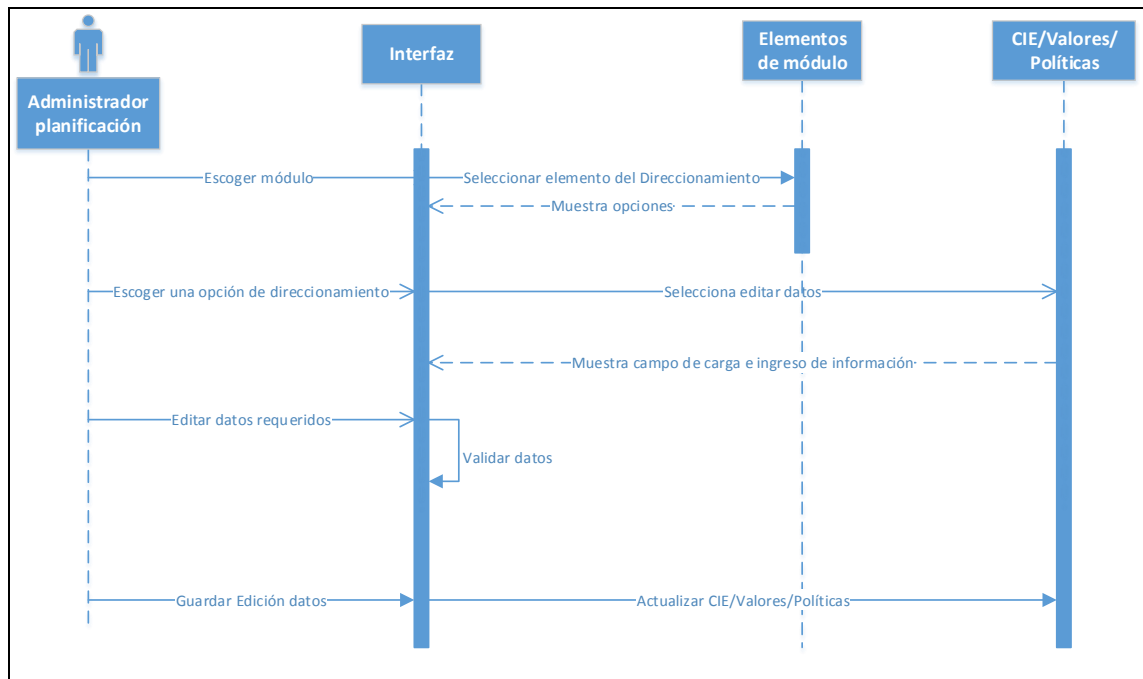 Administrador
planificación
Interfaz
Elementos
de módulo
CIE/Valores/
Políticas
Escoger módulo
Seleccionar elemento del Direccionamiento
Muestra opciones
Escoger una opción de direccionamiento
Selecciona editar datos
Muestra campo de carga e ingreso de información
Editar datos requeridos
Validar datos
Guardar Edición datos
Actualizar CIE/Valores/Políticas